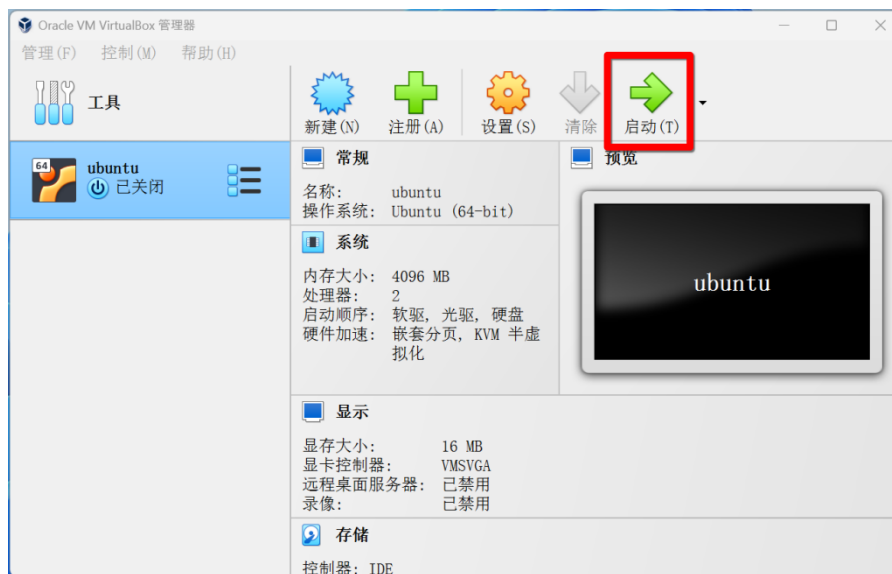 Oracle VM VirtualBox 管理器
管理(F) 控制(M) 帮助(H)
工具
新建(N) 注册(A) 设置(S) 清除 启动(T)
64
ubuntu
已关闭
常规
名称: ubuntu
操作系统: Ubuntu (64-bit)
预览
ubuntu
系统
内存大小: 4096 MB
处理器: 2
启动顺序: 软驱, 光驱, 硬盘
硬件加速: 嵌套分页, KVM 半虚
拟化
显示
显存大小: 16 MB
显卡控制器: VMSVGA
远程桌面服务器: 已禁用
录像: 已禁用
存储
控制器: IDE